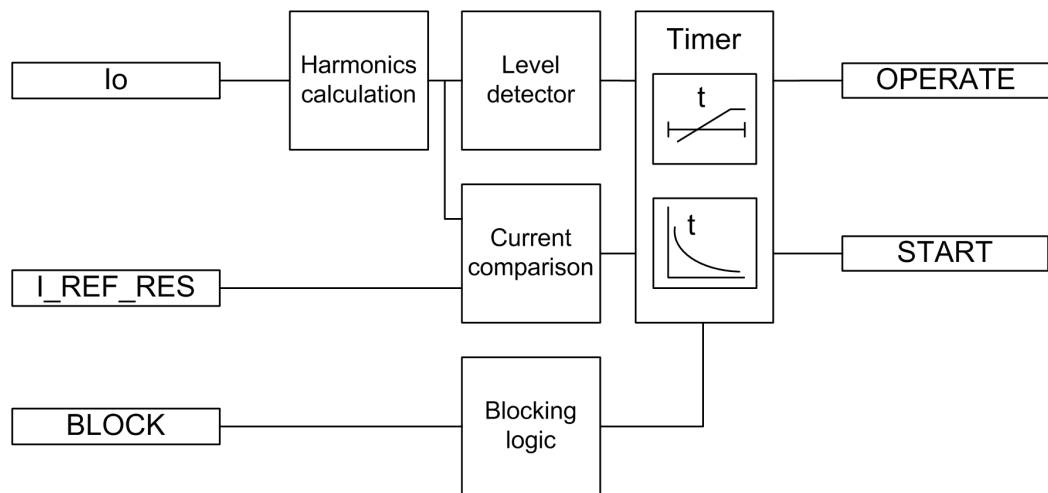 Io
Harmonics
calculation
Level
detector
Timer
t
OPERATE
Current
comparison
t
START
I_REF_RES
BLOCK
Blocking
logic